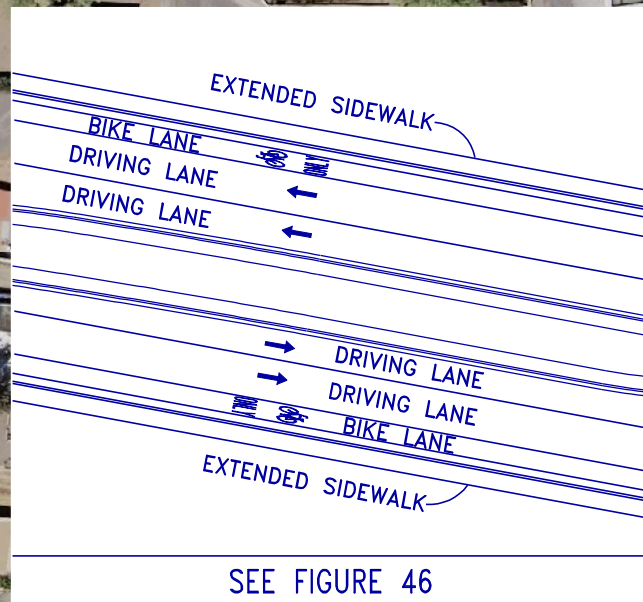 EXTENDED SIDEWALK
BIKE LANE
ONLY
DRIVING LANE
DRIVING LANE
DRIVING LANE
DRIVING LANE
ONLY
BIKE LANE
EXTENDED SIDEWALK
SEE FIGURE 46